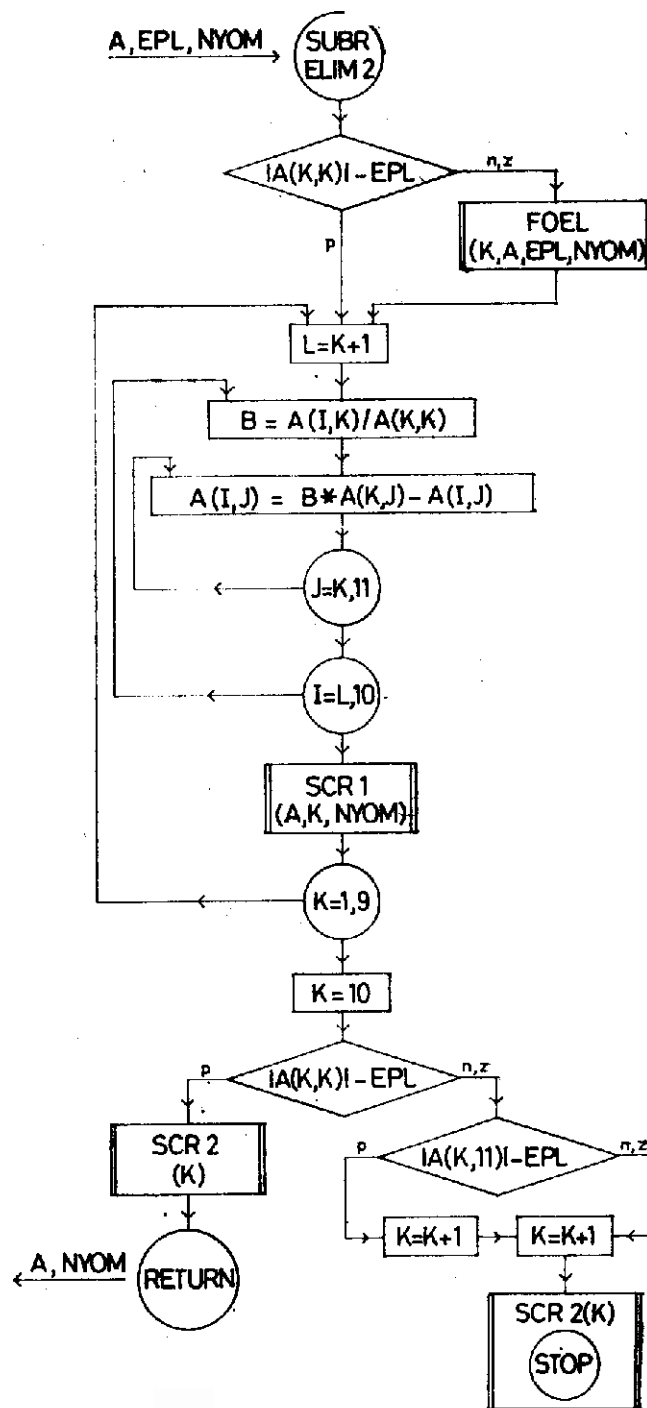 A, EPL, NYOM
SUBR
ELIM 2
|A(K,K)| - EPL
n,z
p
FOEL
(K,A,EPL,NYOM)
L=K+1
B = A(I,K)/A(K,K)
A(I,J) = B*A(K,J)-A(I,J)
J=K,11
I=L,10
SCR 1
(A,K,NYOM)
K=1,9
K = 10
p
|A(K,K)| - EPL
n,z
SCR 2
(K)
p
|A(K,11)|-EPL
n,z
K=K+1
K=K+1
A, NYOM
RETURN
SCR 2(K)
STOP